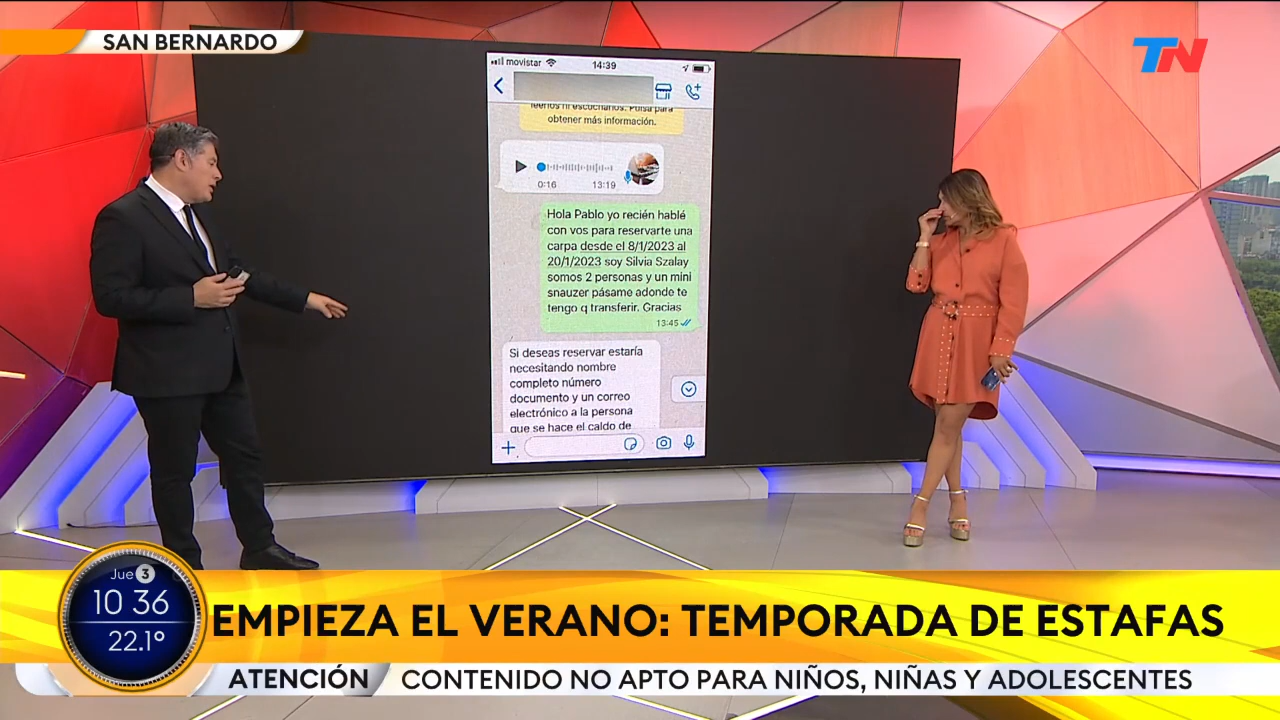 SAN BERNARDO
TN
movistar
14:39
leerlos ni escucharlos. Pulsa para
obtener más información.
0:16
13:19
Hola Pablo yo recién hablé
con vos para reservarte una
carpa desde el 8/1/2023 al
20/1/2023 soy Silvia Szalay
somos 2 personas y un mini
snauzer pásame adonde te
tengo q transferir. Gracias
13:45
Si deseas reservar estaría
necesitando nombre
completo número
documento y un correo
electrónico a la persona
que se hace el caldo de
Jue 3
10 36
22.1°
EMPIEZA EL VERANO: TEMPORADA DE ESTAFAS
ATENCIÓN
CONTENIDO NO APTO PARA NIÑOS, NIÑAS Y ADOLESCENTES